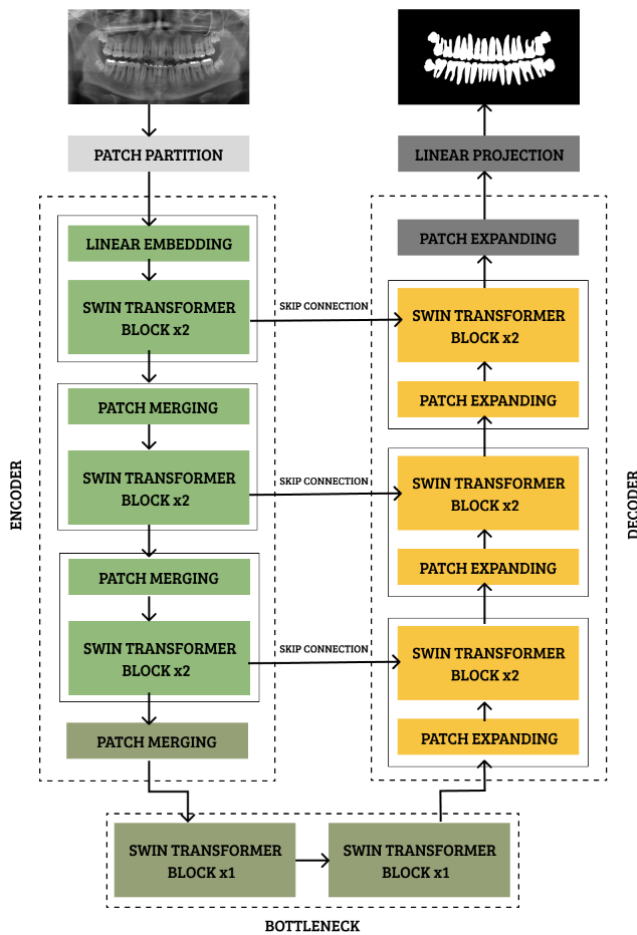 PATCH PARTITION
LINEAR PROJECTION
LINEAR EMBEDDING
PATCH EXPANDING
SWIN TRANSFORMER
BLOCK x2
SKIP CONNECTION
SWIN TRANSFORMER
BLOCK x2
PATCH MERGING
PATCH EXPANDING
ENCODER
SWIN TRANSFORMER
BLOCK x2
SKIP CONNECTION
SWIN TRANSFORMER
BLOCK x2
DECODER
PATCH MERGING
PATCH EXPANDING
SWIN TRANSFORMER
BLOCK x2
SKIP CONNECTION
SWIN TRANSFORMER
BLOCK x2
PATCH MERGING
PATCH EXPANDING
SWIN TRANSFORMER
BLOCK x1
SWIN TRANSFORMER
BLOCK x1
BOTTLENECK